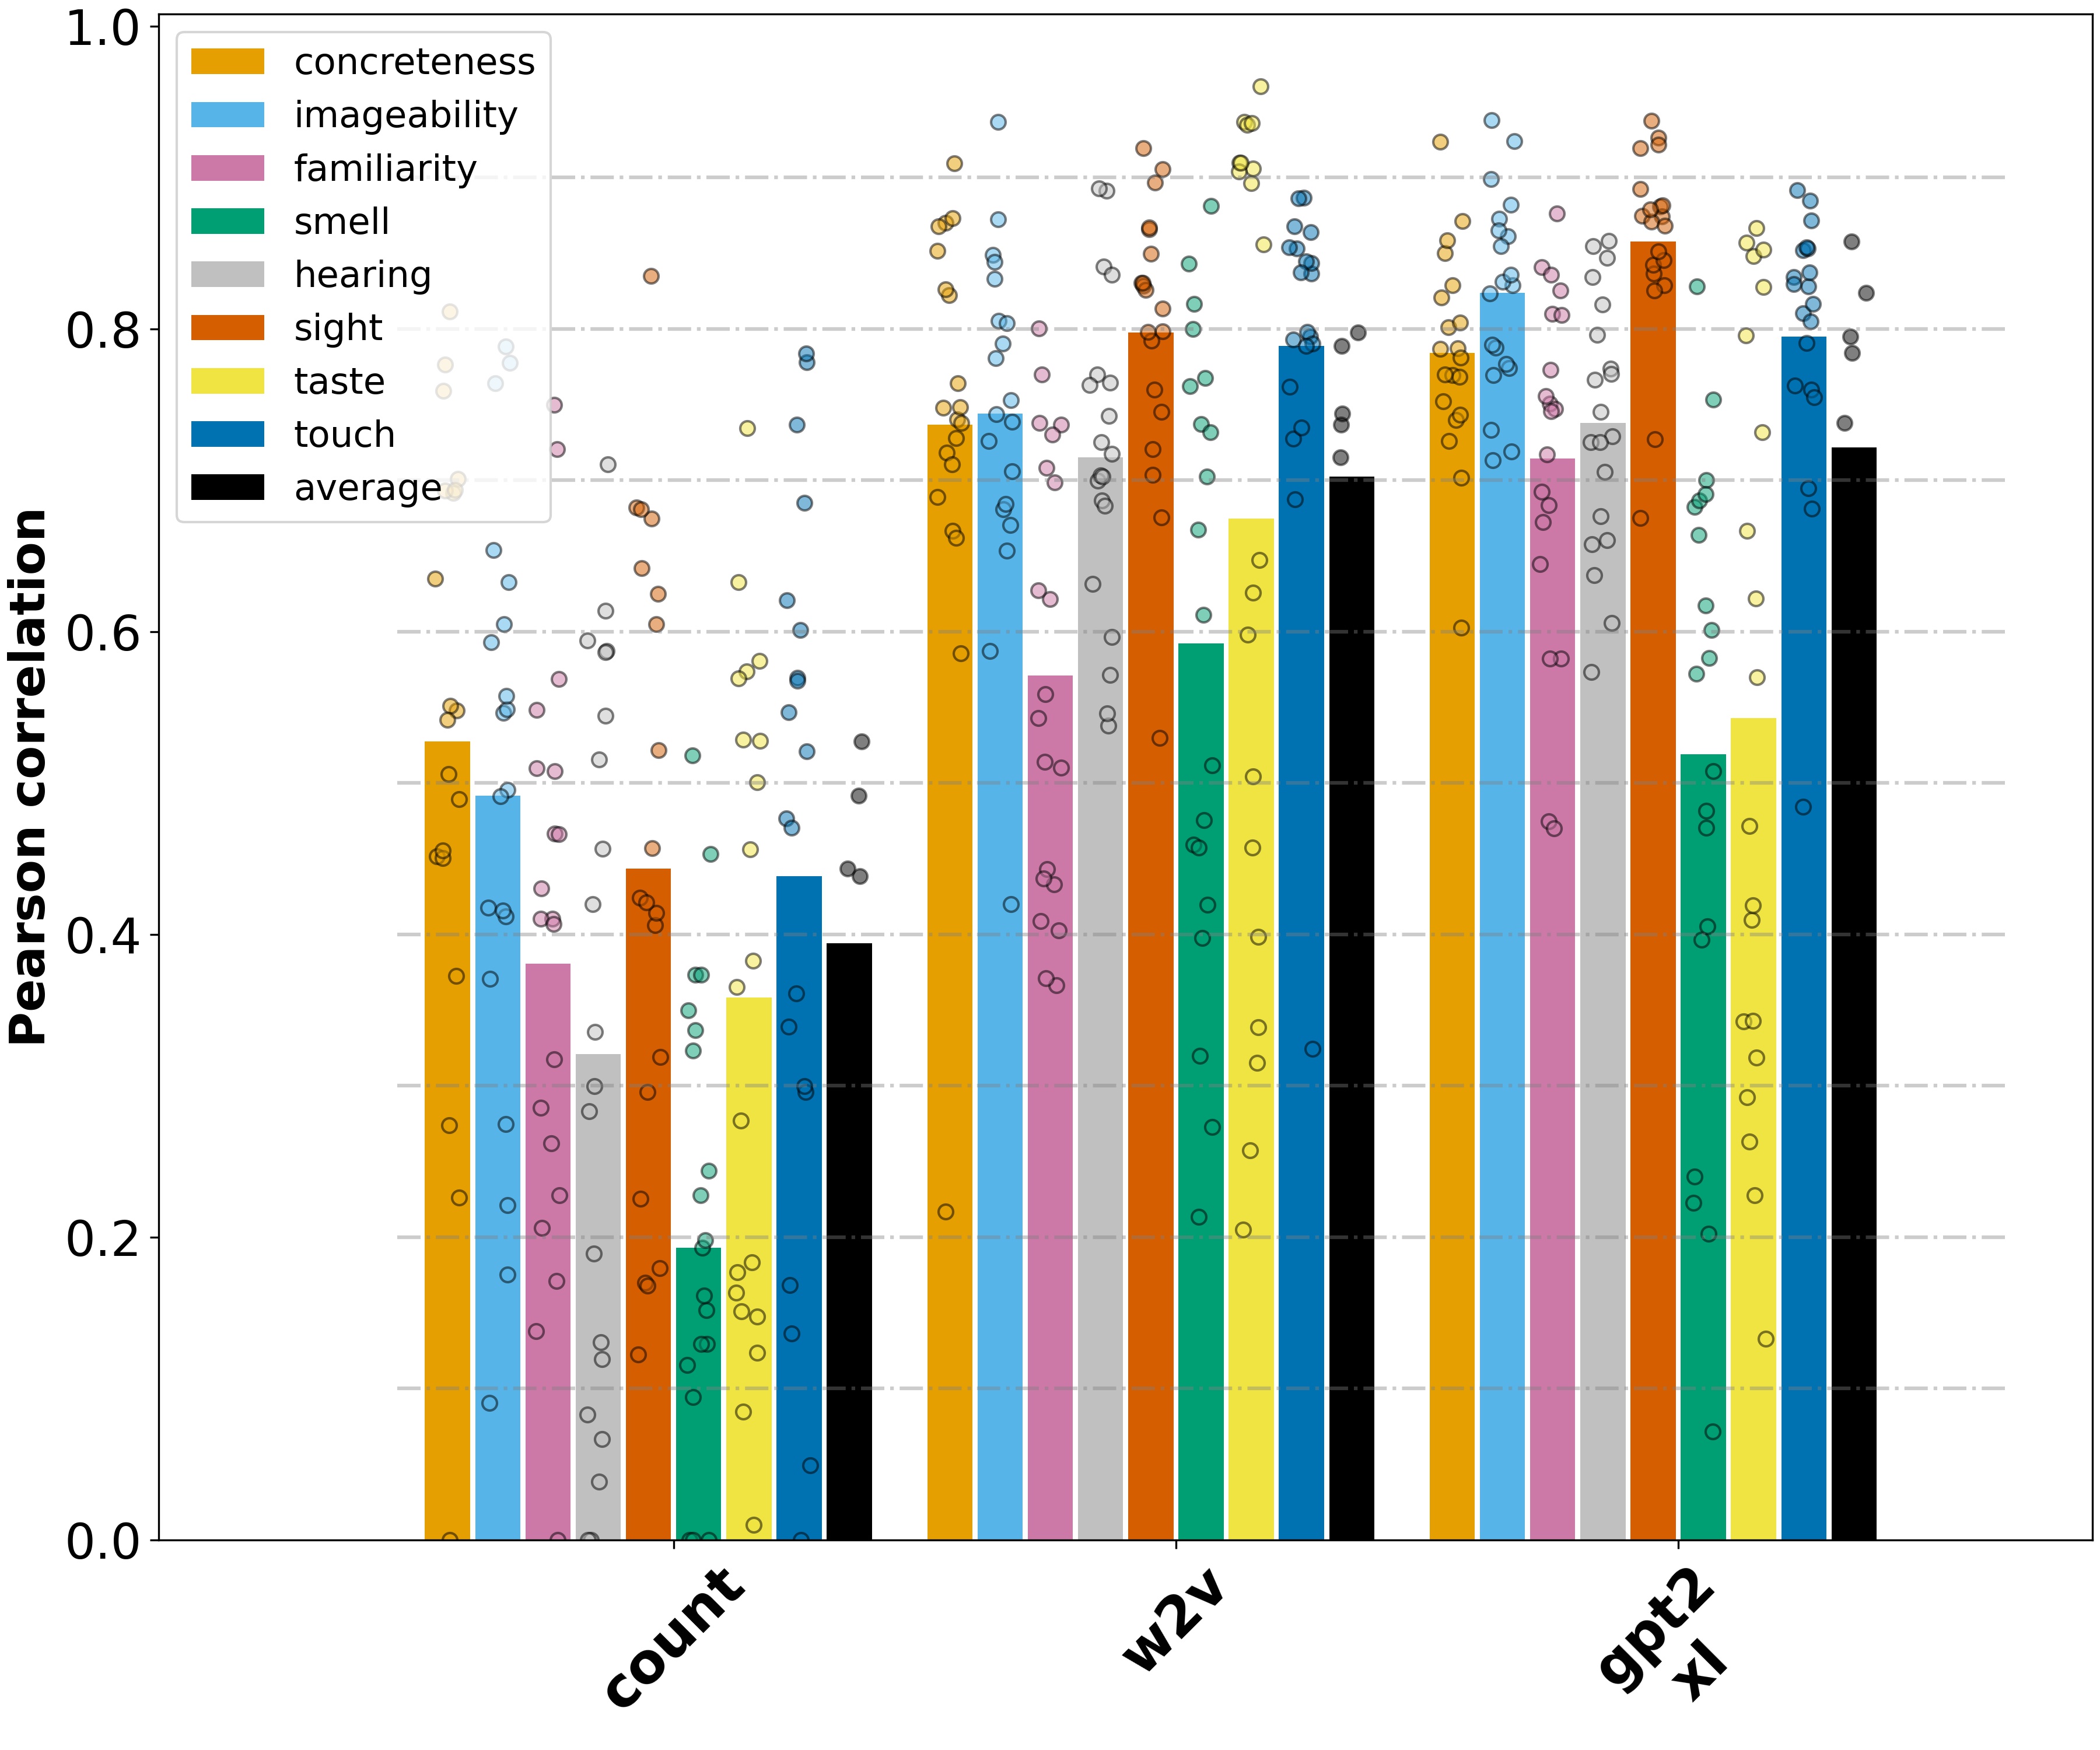 1.0
0.8
0.6
0.4
0.2
0.0
Pearson correlation
concreteness
imageability
familiarity
smell
hearing
sight
taste
touch
average
count
w2v
gpt2
xl